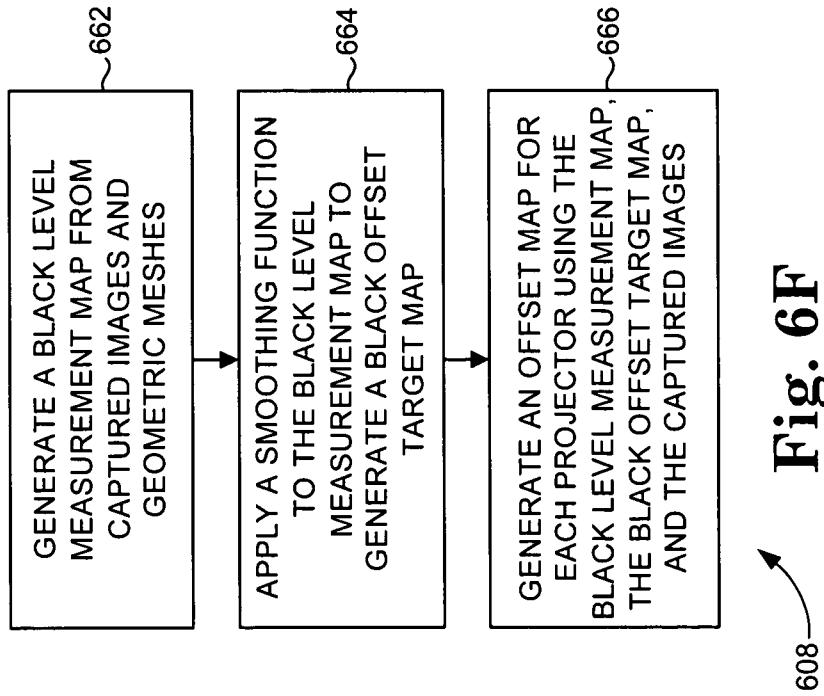 GENERATE A BLACK LEVEL
MEASUREMENT MAP FROM
CAPTURED IMAGES AND
GEOMETRIC MESHES
662
APPLY A SMOOTHING FUNCTION
TO THE BLACK LEVEL
MEASUREMENT MAP TO
GENERATE A BLACK OFFSET
TARGET MAP
664
GENERATE AN OFFSET MAP FOR
EACH PROJECTOR USING THE
BLACK LEVEL MEASUREMENT MAP,
THE BLACK OFFSET TARGET MAP,
AND THE CAPTURED IMAGES
666
608
Fig. 6F